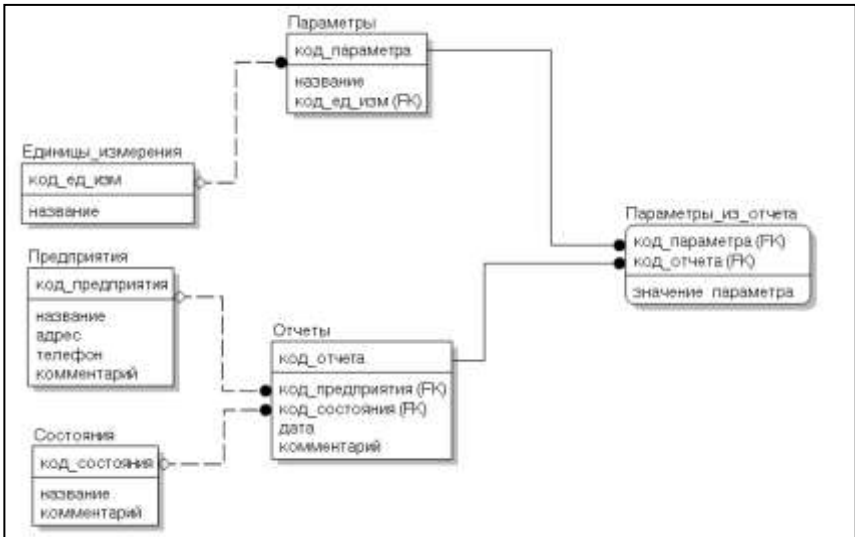 Параметры
код_параметра
название
код_ед_изм (FK)
Единицы_измерения
код_ед_изм
название
Параметры_из_отчета
код_параметра (FK)
код_отчета (FK)
значение_параметра
Предприятия
код_предприятия
название
адрес
телефон
комментарий
Отчеты
код_отчета
код_предприятия (FK)
код_состояния (FK)
дата
комментарий
Состояния
код_состояния
название
комментарий